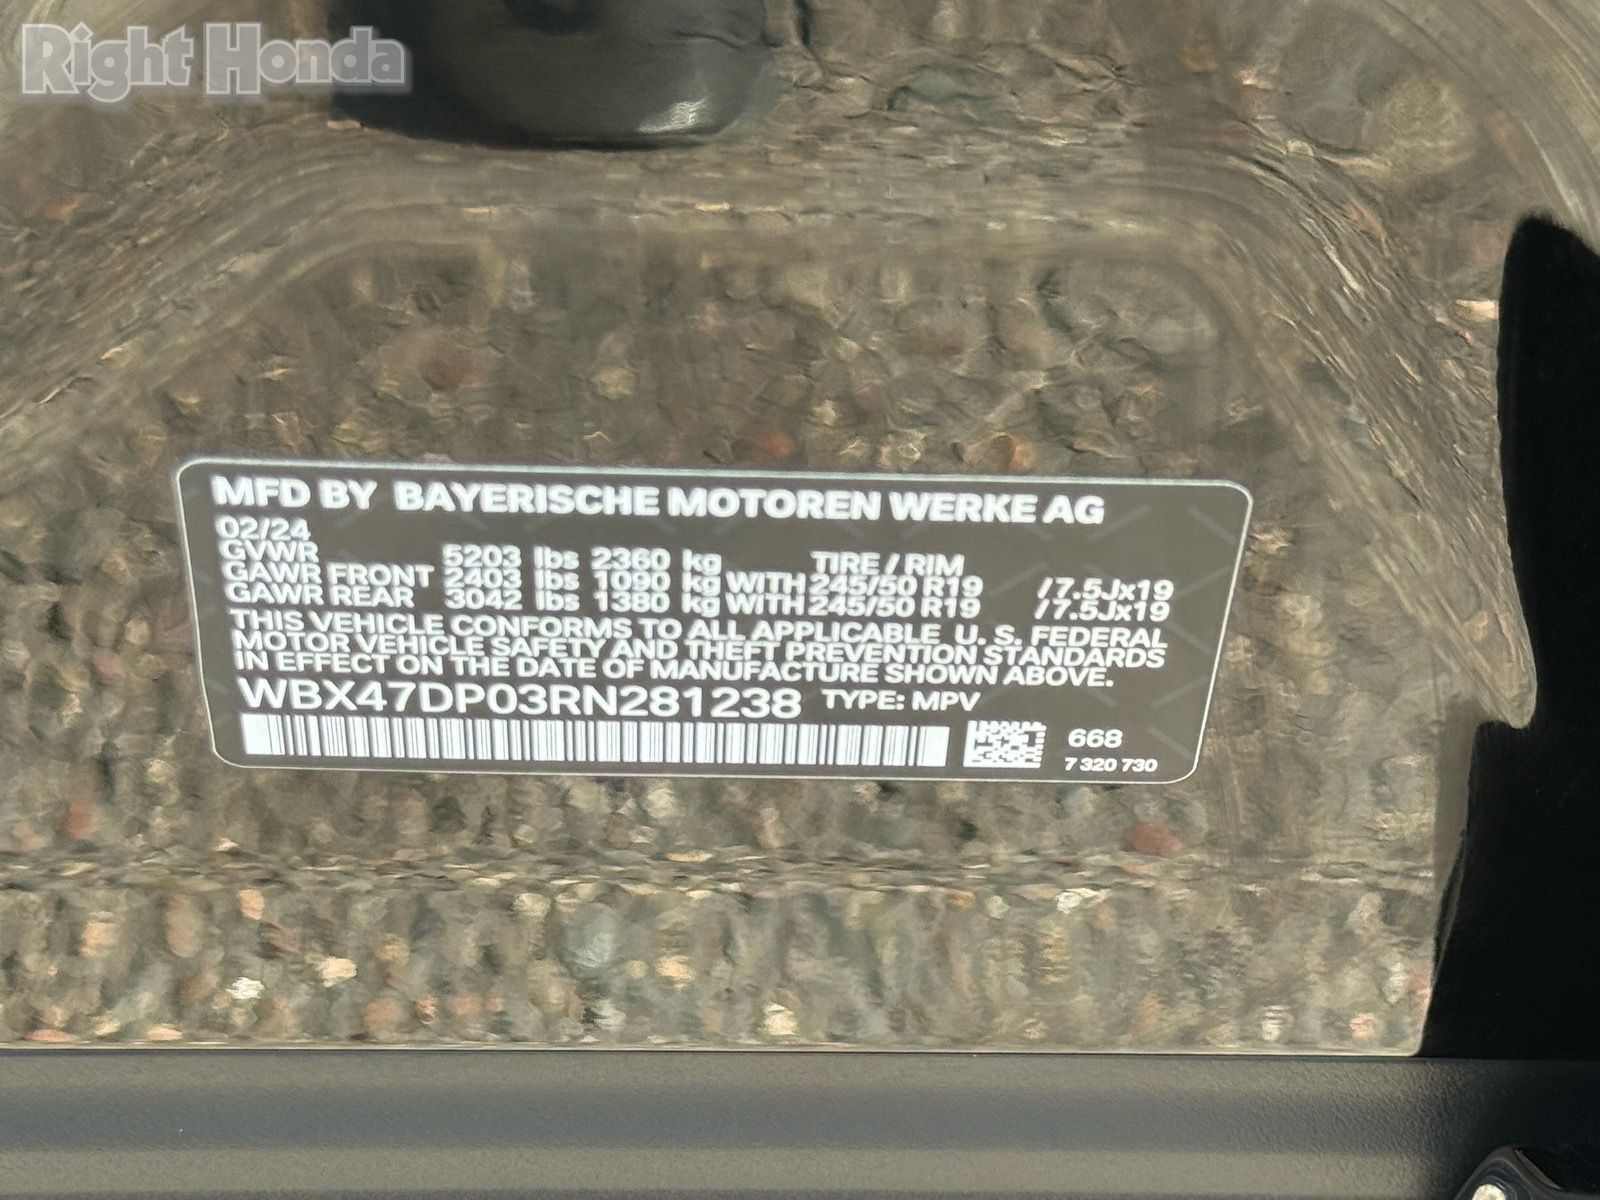 Right Honda
MFD BY BAYERISCHE MOTOREN WERKE AG
02/24
GVWR 5203 lbs 2360 kg TIRE / RIM
GAWR FRONT 2403 lbs 1090 kg WITH 245/50 R19 /7.5Jx19
GAWR REAR 3042 lbs 1380 kg WITH 245/50 R19 /7.5Jx19
THIS VEHICLE CONFORMS TO ALL APPLICABLE U. S. FEDERAL
MOTOR VEHICLE SAFETY AND THEFT PREVENTION STANDARDS
IN EFFECT ON THE DATE OF MANUFACTURE SHOWN ABOVE.
WBX47DP03RN281238 TYPE: MPV
668
7 320 730